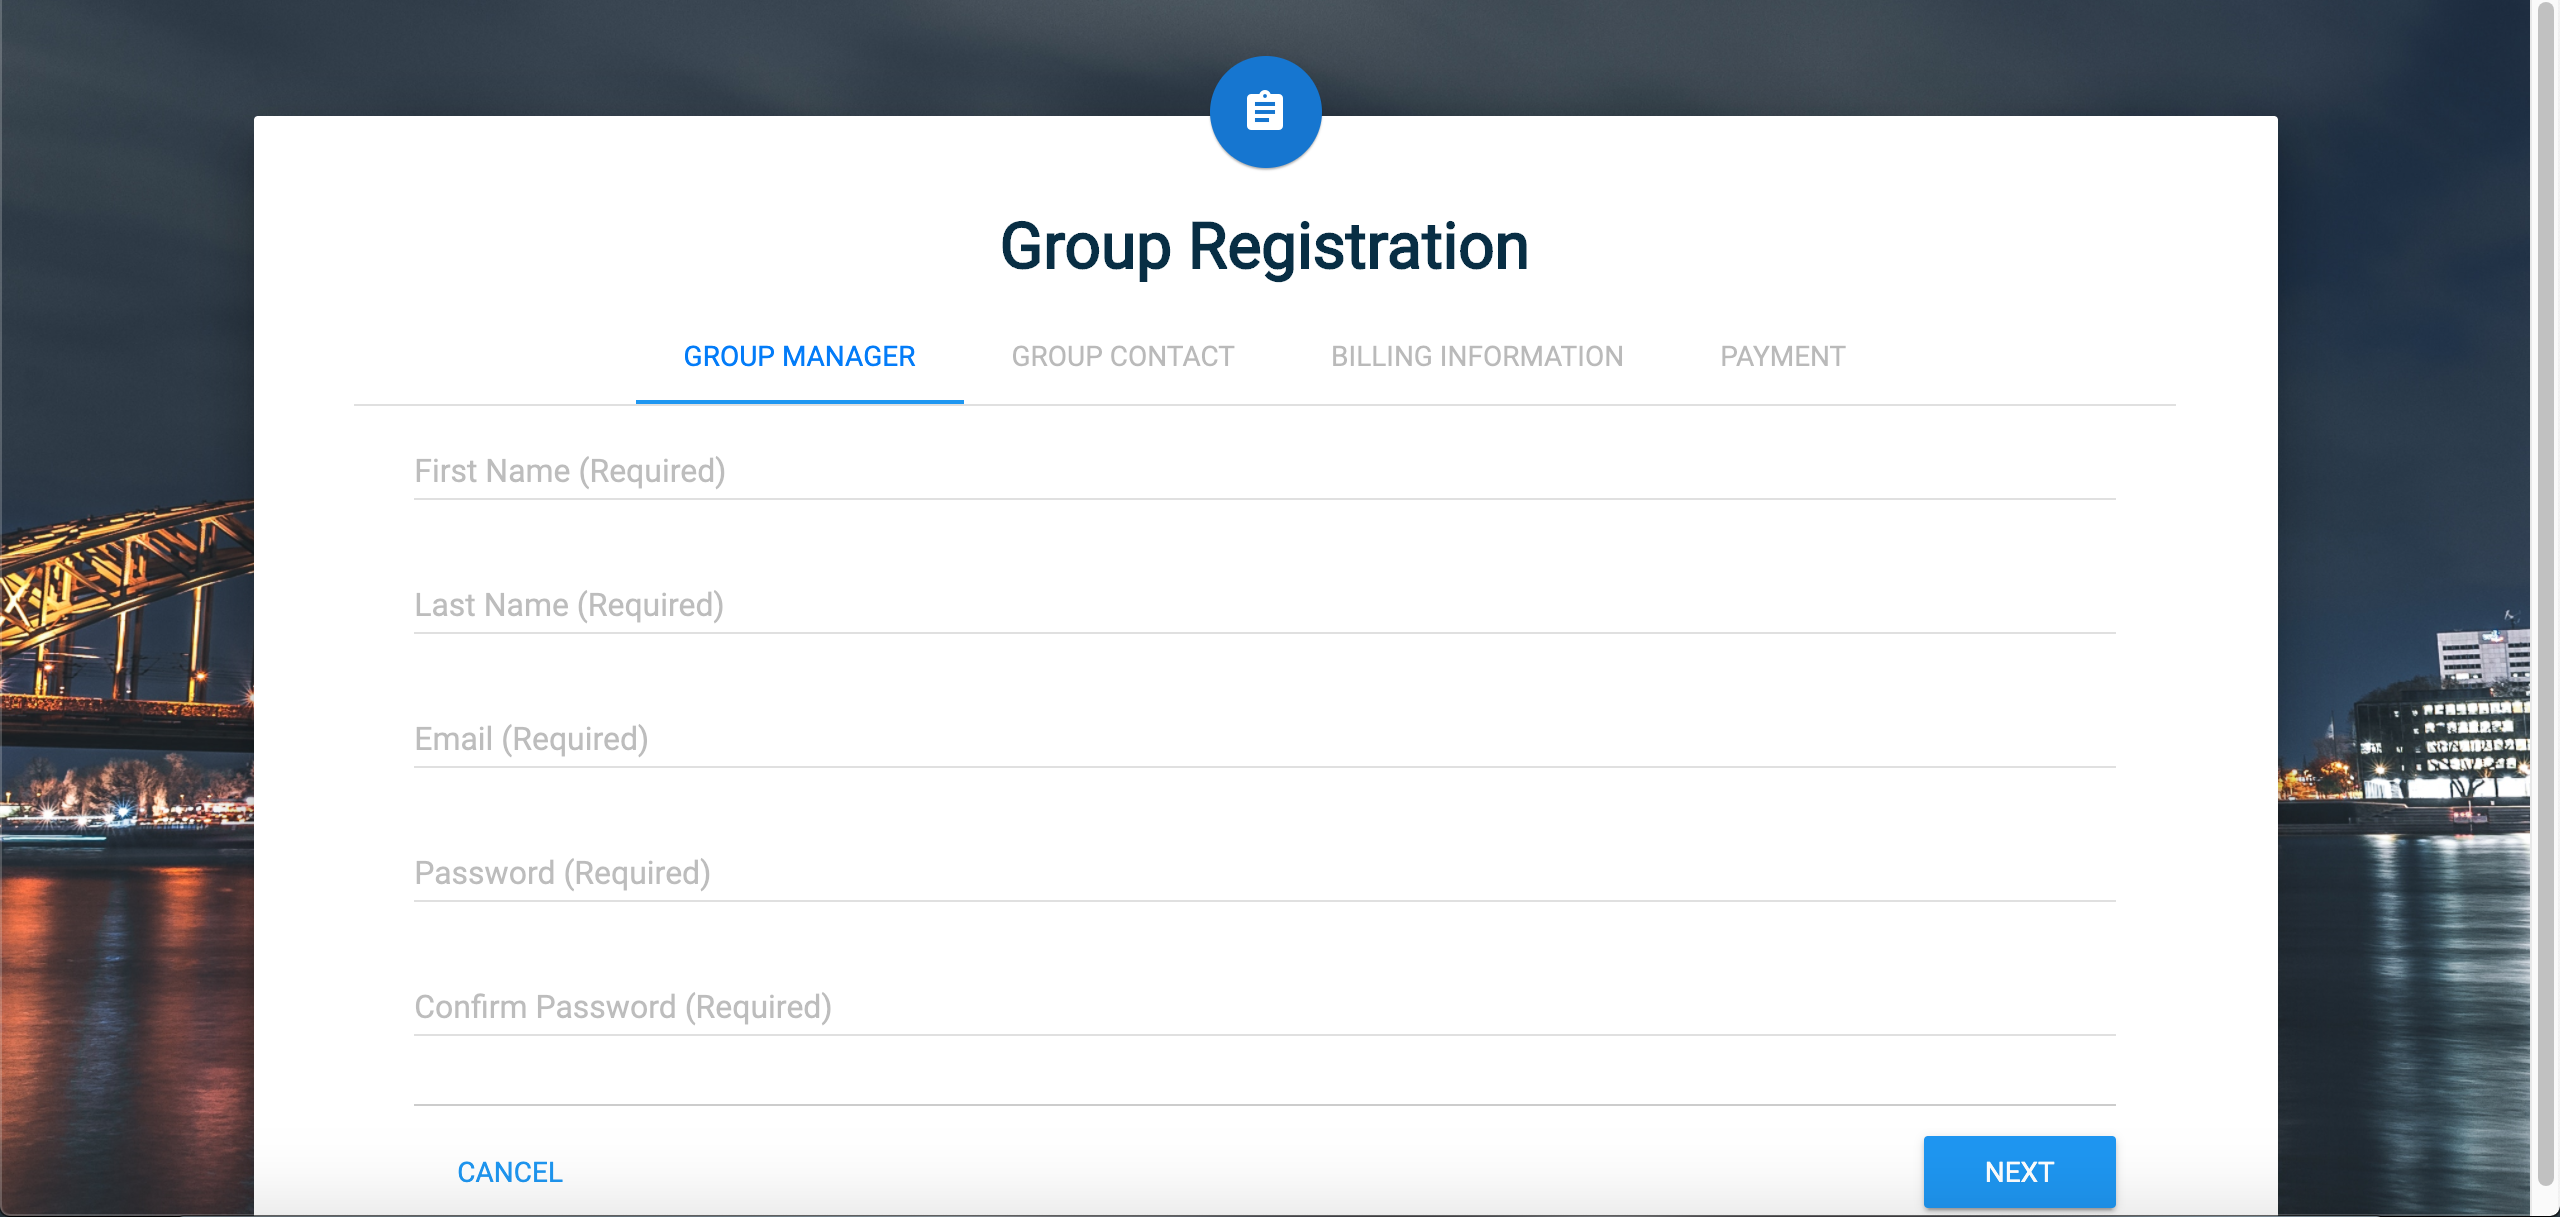 Group Registration
GROUP MANAGER GROUP CONTACT BILLING INFORMATION PAYMENT
First Name (Required)
Last Name (Required)
Email (Required)
Password (Required)
Confirm Password (Required)
CANCEL NEXT